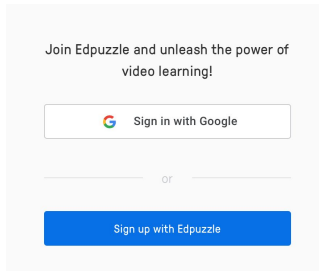 Join Edpuzzle and unleash the power of
video learning!
Sign in with Google
or
Sign up with Edpuzzle